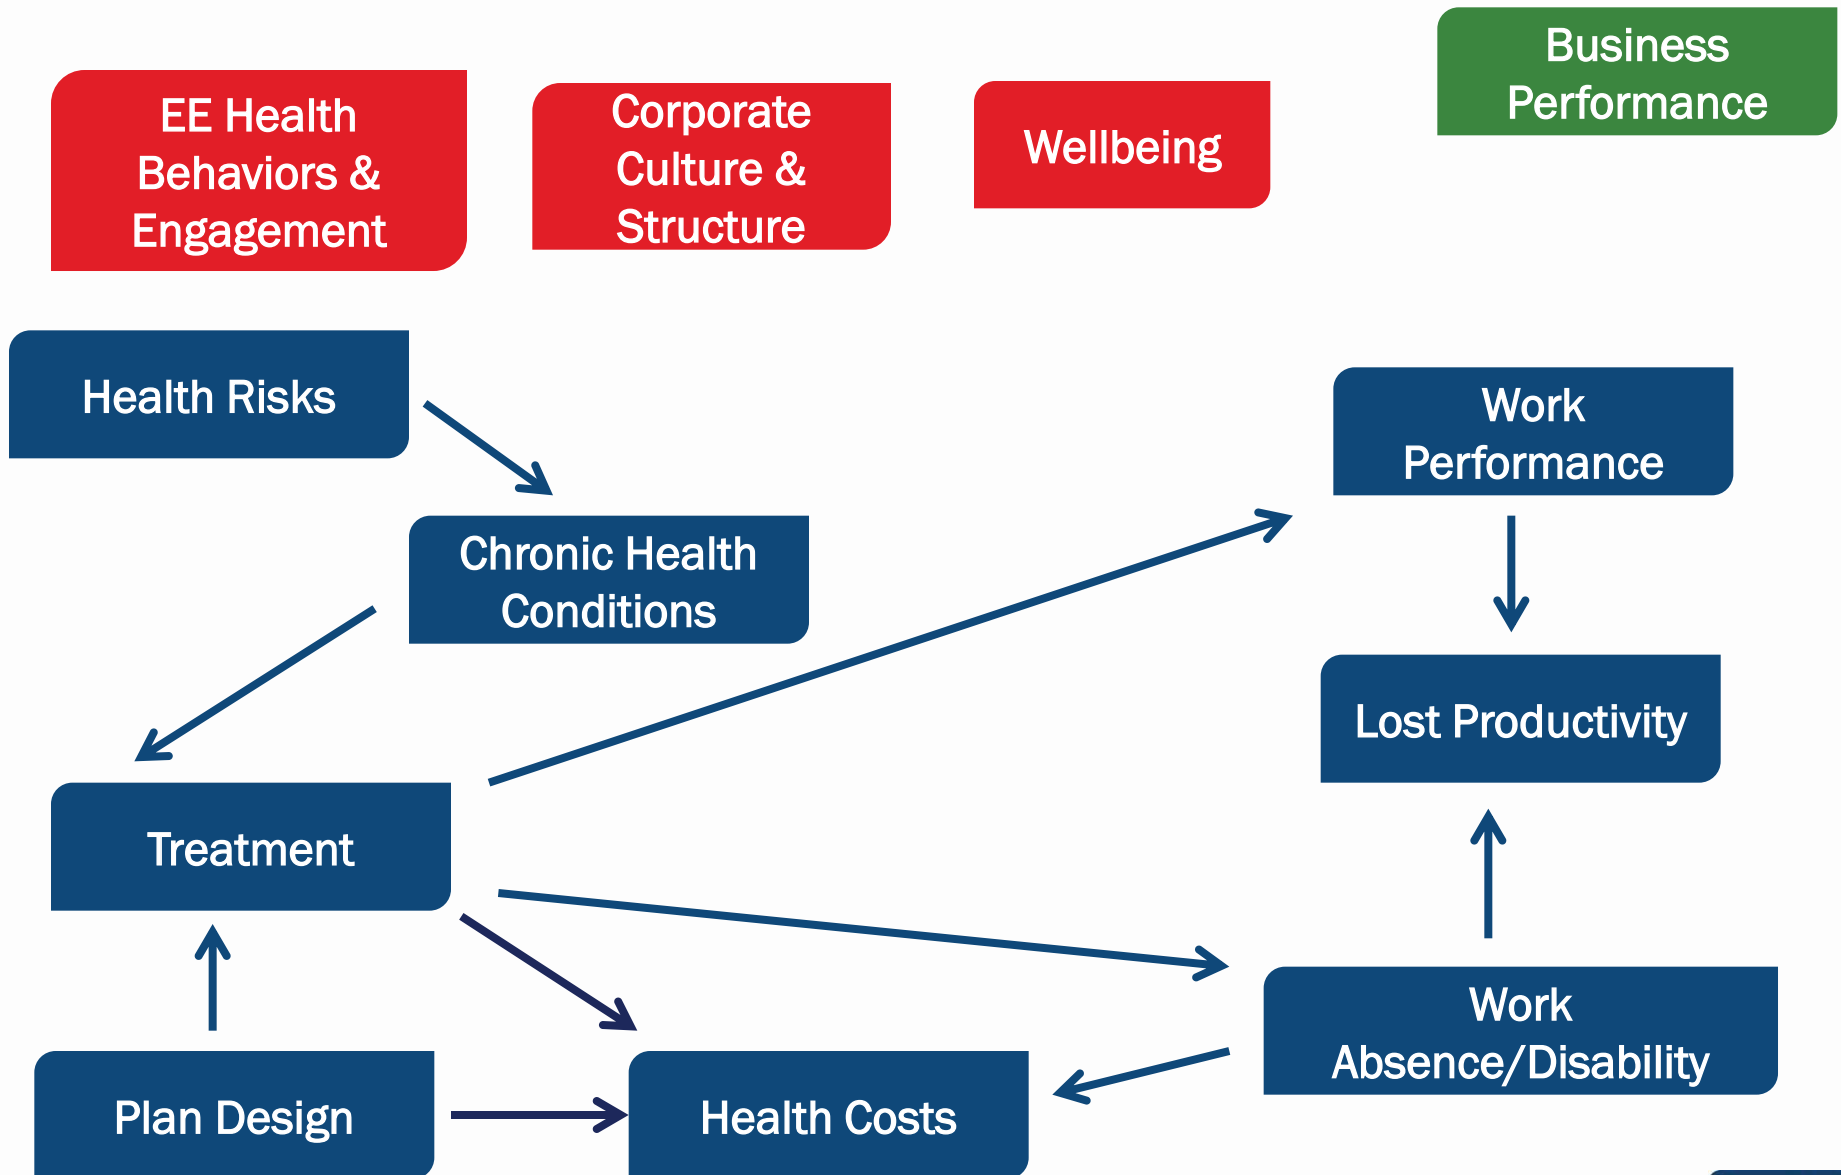 Business
Performance
EE Health
Behaviors &
Engagement
Corporate
Culture &
Structure
Wellbeing
Health Risks
Work
Performance
Chronic Health
Conditions
Lost Productivity
Treatment
Work
Absence/Disability
Plan Design
Health Costs